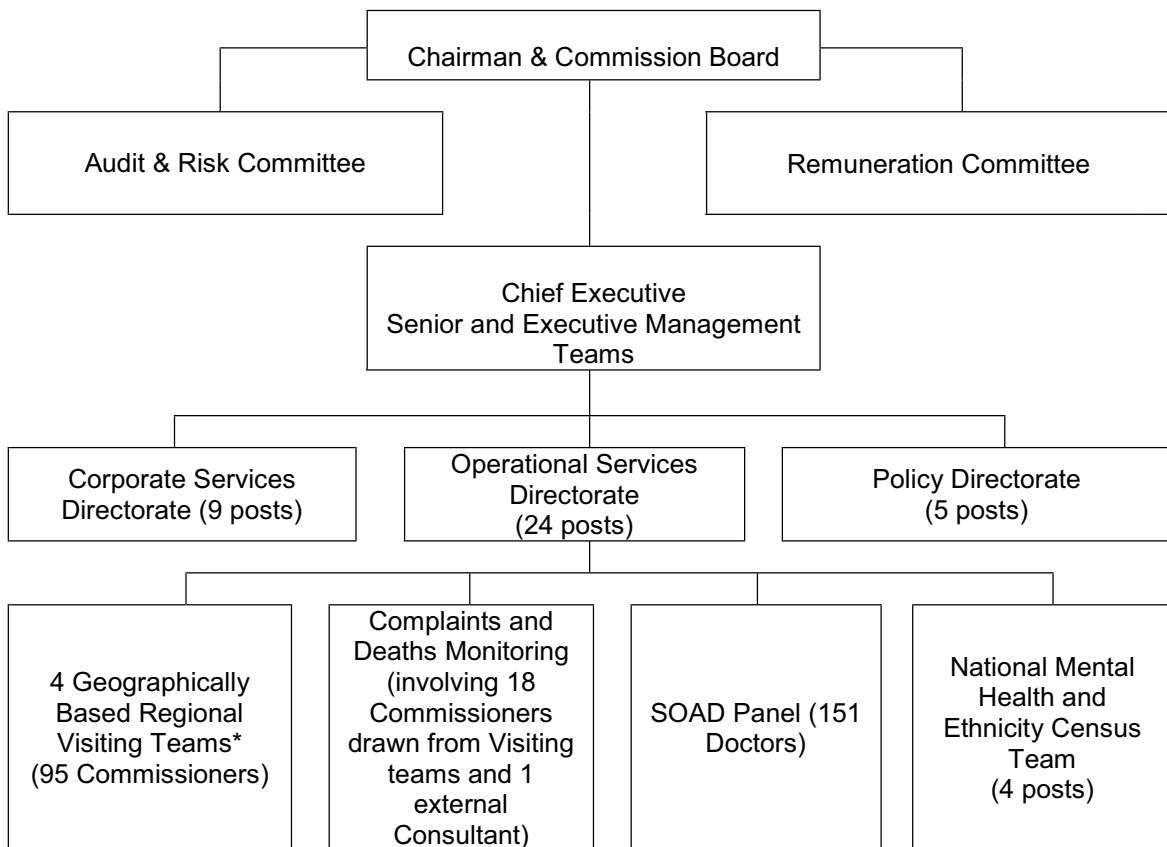 Chairman & Commission Board
Audit & Risk Committee
Remuneration Committee
Chief Executive
Senior and Executive Management
Teams
Corporate Services
Directorate (9 posts)
Operational Services
Directorate
(24 posts)
Policy Directorate
(5 posts)
4 Geographically
Based Regional
Visiting Teams*
(95 Commissioners)
Complaints and
Deaths Monitoring
(involving 18
Commissioners
drawn from Visiting
teams and 1
external
Consultant)
SOAD Panel (151
Doctors)
National Mental
Health and
Ethnicity Census
Team
(4 posts)